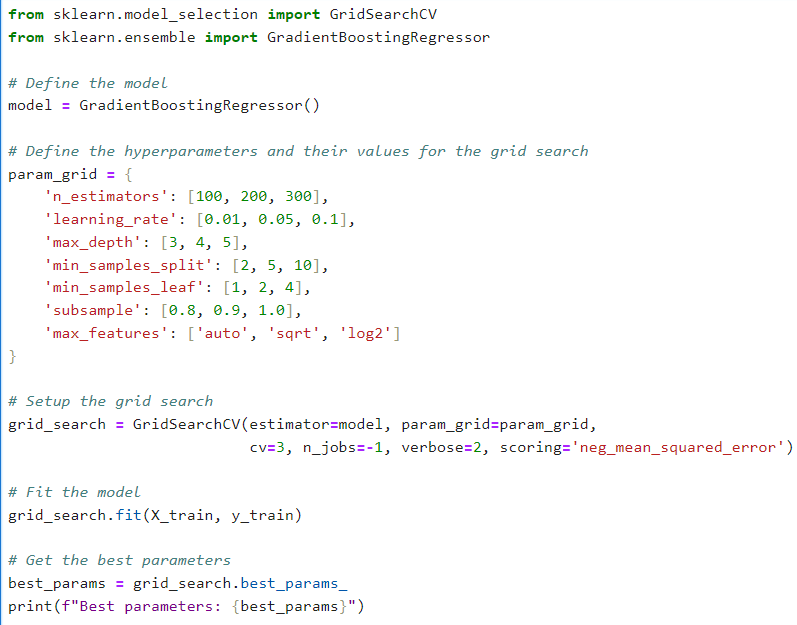 from sklearn.model_selection import GridSearchCV
from sklearn.ensemble import GradientBoostingRegressor
# Define the model
model = GradientBoostingRegressor()
# Define the hyperparameters and their values for the grid search
param_grid = {
    'n_estimators': [100, 200, 300],
    'learning_rate': [0.01, 0.05, 0.1],
    'max_depth': [3, 4, 5],
    'min_samples_split': [2, 5, 10],
    'min_samples_leaf': [1, 2, 4],
    'subsample': [0.8, 0.9, 1.0],
    'max_features': ['auto', 'sqrt', 'log2']
}
# Setup the grid search
grid_search = GridSearchCV(estimator=model, param_grid=param_grid,
                           cv=3, n_jobs=-1, verbose=2, scoring='neg_mean_squared_error')
# Fit the model
grid_search.fit(X_train, y_train)
# Get the best parameters
best_params = grid_search.best_params_
print(f"Best parameters: {best_params}")